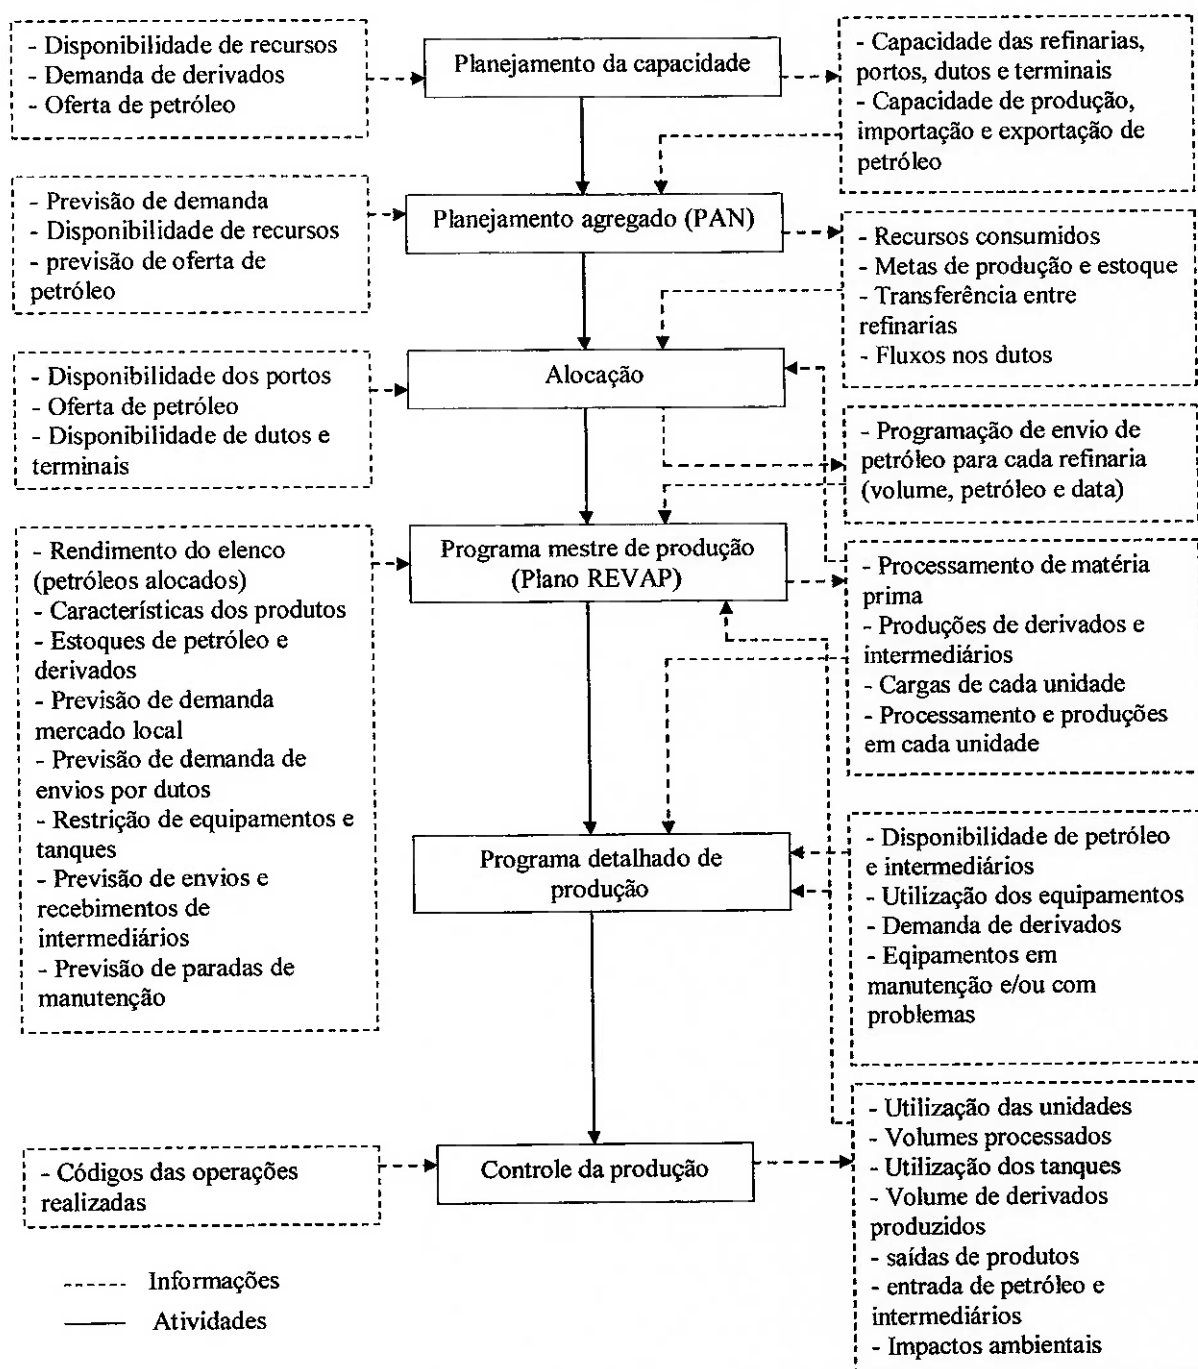 - Disponibilidade de recursos
- Demanda de derivados
- Oferta de petróleo
Planejamento da capacidade
- Capacidade das refinarias,
portos, dutos e terminais
- Capacidade de produção,
importação e exportação de
petróleo
- Previsão de demanda
- Disponibilidade de recursos
- previsão de oferta de
petróleo
Planejamento agregado (PAN)
- Recursos consumidos
- Metas de produção e estoque
- Transferência entre
refinarias
- Fluxos nos dutos
- Disponibilidade dos portos
- Oferta de petróleo
- Disponibilidade de dutos e
terminais
Alocação
- Programação de envio de
petróleo para cada refinaria
(volume, petróleo e data)
- Rendimento do elenco
(petróleos alocados)
- Características dos produtos
- Estoques de petróleo e
derivados
- Previsão de demanda
mercado local
- Previsão de demanda de
envios por dutos
- Restrição de equipamentos e
tanques
- Previsão de envios e
recebimentos de
intermediários
- Previsão de paradas de
manutenção
Programa mestre de produção
(Plano REVAP)
- Processamento de matéria
prima
- Produções de derivados e
intermediários
- Cargas de cada unidade
- Processamento e produções
em cada unidade
Programa detalhado de
produção
- Disponibilidade de petróleo
e intermediários
- Utilização dos equipamentos
- Demanda de derivados
- Eqipamentos em
manutenção e/ou com
problemas
- Códigos das operações
realizadas
Controle da produção
- Utilização das unidades
- Volumes processados
- Utilização dos tanques
- Volume de derivados
produzidos
- saídas de produtos
- entrada de petróleo e
intermediários
- Impactos ambientais
Informações
Atividades